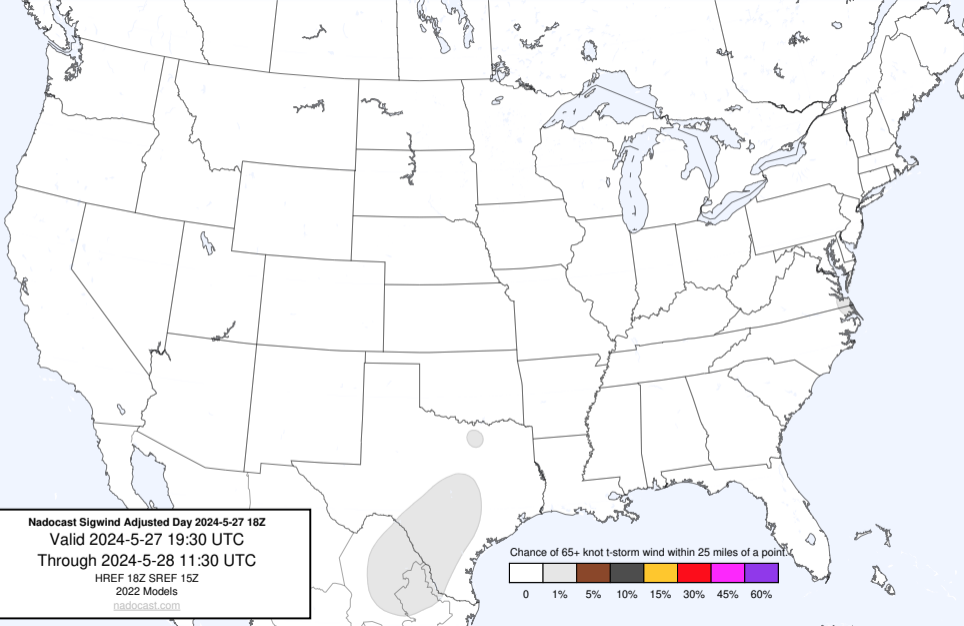 Nadocast Sigwind Adjusted Day 2024-5-27 18Z
Valid 2024-5-27 19:30 UTC
Through 2024-5-28 11:30 UTC
HREF 18Z SREF 15Z
2022 Models
nadocast.com
Chance of 65+ knot t-storm wind within 25 miles of a point.
0 1% 5% 10% 15% 30% 45% 60%